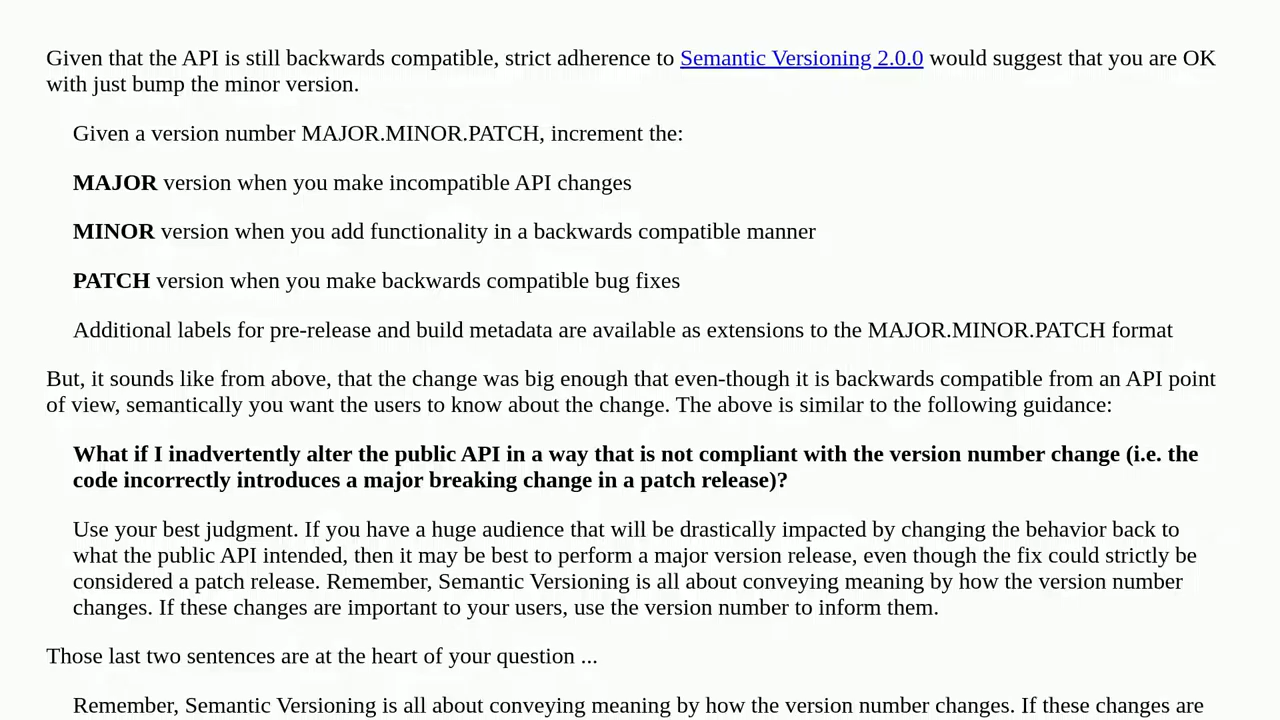 Given that the API is still backwards compatible, strict adherence to Semantic Versioning 2.0.0 would suggest that you are OK
with just bump the minor version.
Given a version number MAJOR.MINOR.PATCH, increment the:
MAJOR version when you make incompatible API changes
MINOR version when you add functionality in a backwards compatible manner
PATCH version when you make backwards compatible bug fixes
Additional labels for pre-release and build metadata are available as extensions to the MAJOR.MINOR.PATCH format
But, it sounds like from above, that the change was big enough that even-though it is backwards compatible from an API point
of view, semantically you want the users to know about the change. The above is similar to the following guidance:
What if I inadvertently alter the public API in a way that is not compliant with the version number change (i.e. the
code incorrectly introduces a major breaking change in a patch release)?
Use your best judgment. If you have a huge audience that will be drastically impacted by changing the behavior back to
what the public API intended, then it may be best to perform a major version release, even though the fix could strictly be
considered a patch release. Remember, Semantic Versioning is all about conveying meaning by how the version number
changes. If these changes are important to your users, use the version number to inform them.
Those last two sentences are at the heart of your question ...
Remember, Semantic Versioning is all about conveying meaning by how the version number changes. If these changes are